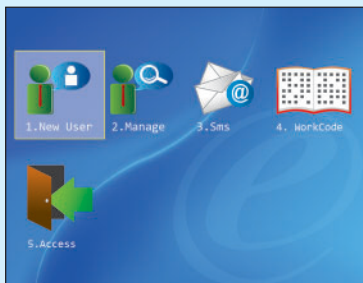 1.New User
2.Manage
3.Sms
4. WorkCode
5.Access